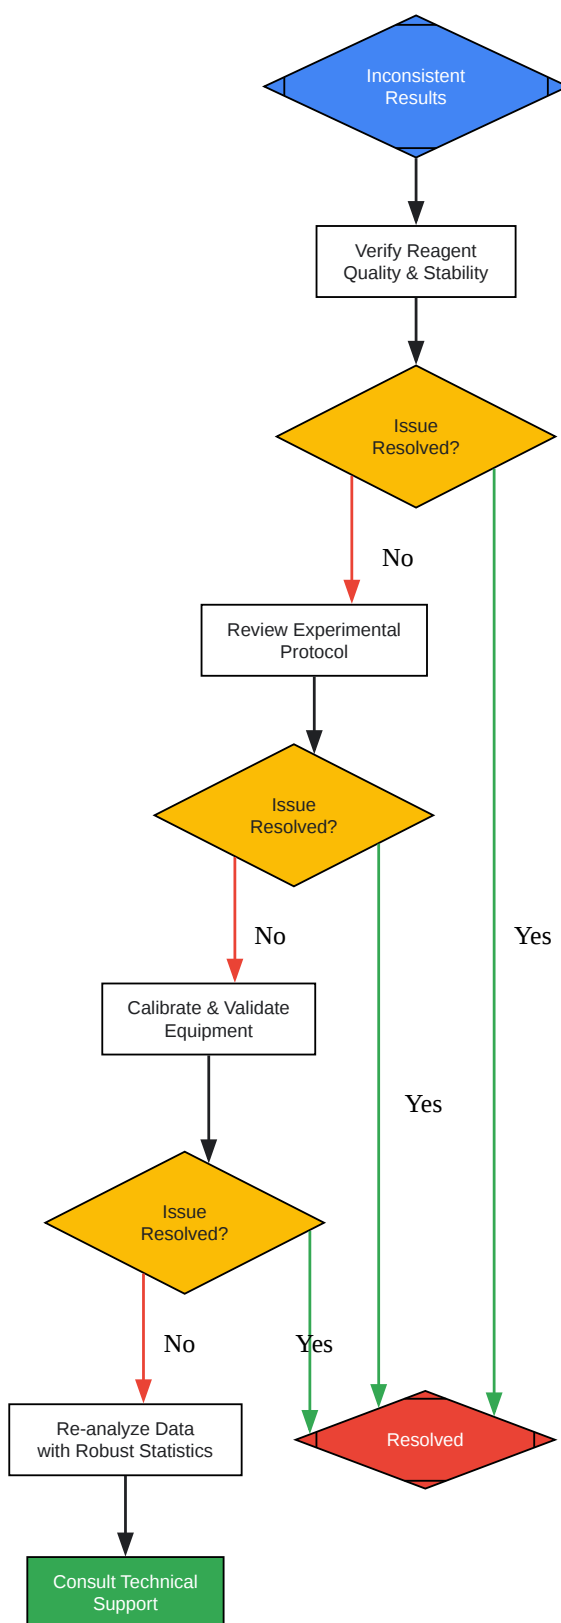 Inconsistent
Results
Verify Reagent
Quality & Stability
Issue
Resolved?
No
Review Experimental
Protocol
Issue
Resolved?
No
Yes
Calibrate & Validate
Equipment
Yes
Issue
Resolved?
No
Yes
Re-analyze Data
with Robust Statistics
Resolved
Consult Technical
Support